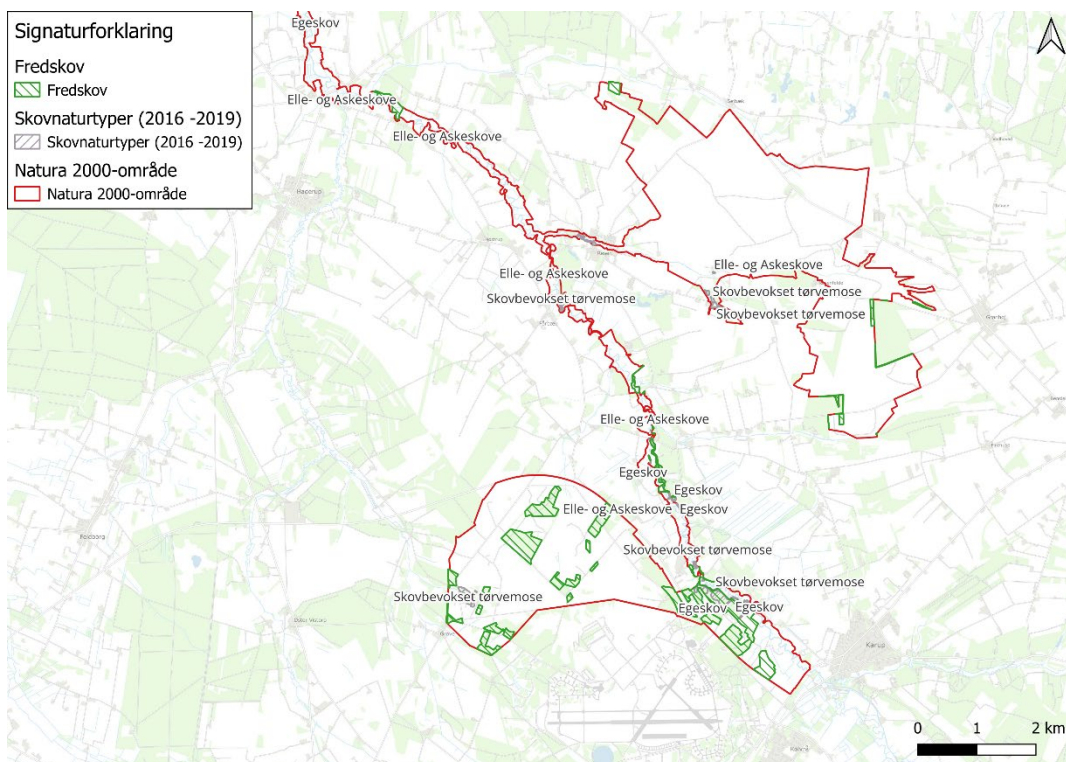 Signaturforklaring
Fredskov
Fredskov
Skovnaturtyper (2016 -2019)
Skovnaturtyper (2016 -2019)
Natura 2000-område
Natura 2000-område
Egeskov
Elle- og Askeskove
Elle- og Askeskove
Haderup
Elle- og Askeskove
Elle- og Askeskove
Skovbevokset tørvemose
Skovbevokset tørvemose
Skovbevokset tørvemose
Elle- og Askeskove
Egeskov
Egeskov
Elle- og Askeskove
Egeskov
Skovbevokset tørvemose
Skovbevokset tørvemose
Skovbevokset tørvemose
Egeskov
Egeskov
Karup
0
1
2 km